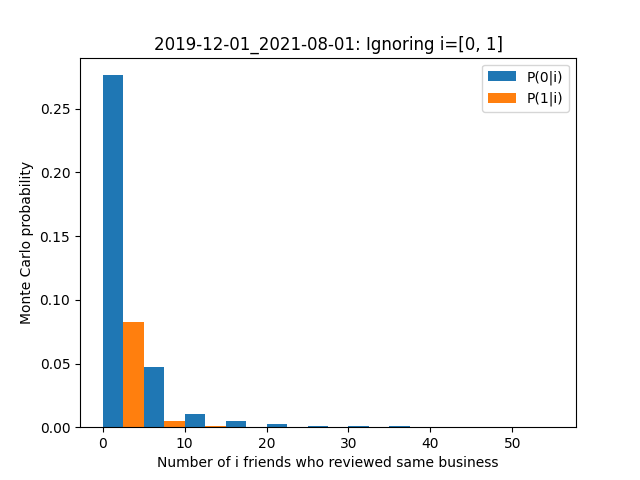 2019-12-01_2021-08-01: Ignoring i=[0, 1]
P(0|i)
P(1|i)
0.25
0.20
0.15
0.10
0.05
0.00
Monte Carlo probability
0 10 20 30 40 50
Number of i friends who reviewed same business